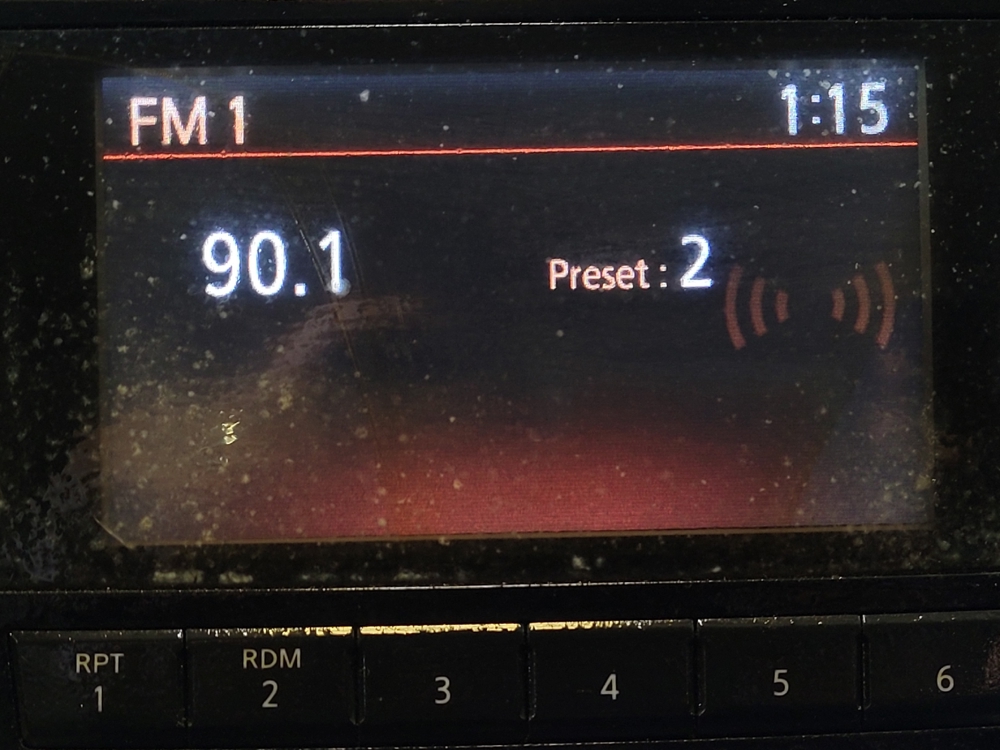 FM 1 1:15
90.1 Preset : 2
RPT RDM
1 2 3 4 5 6